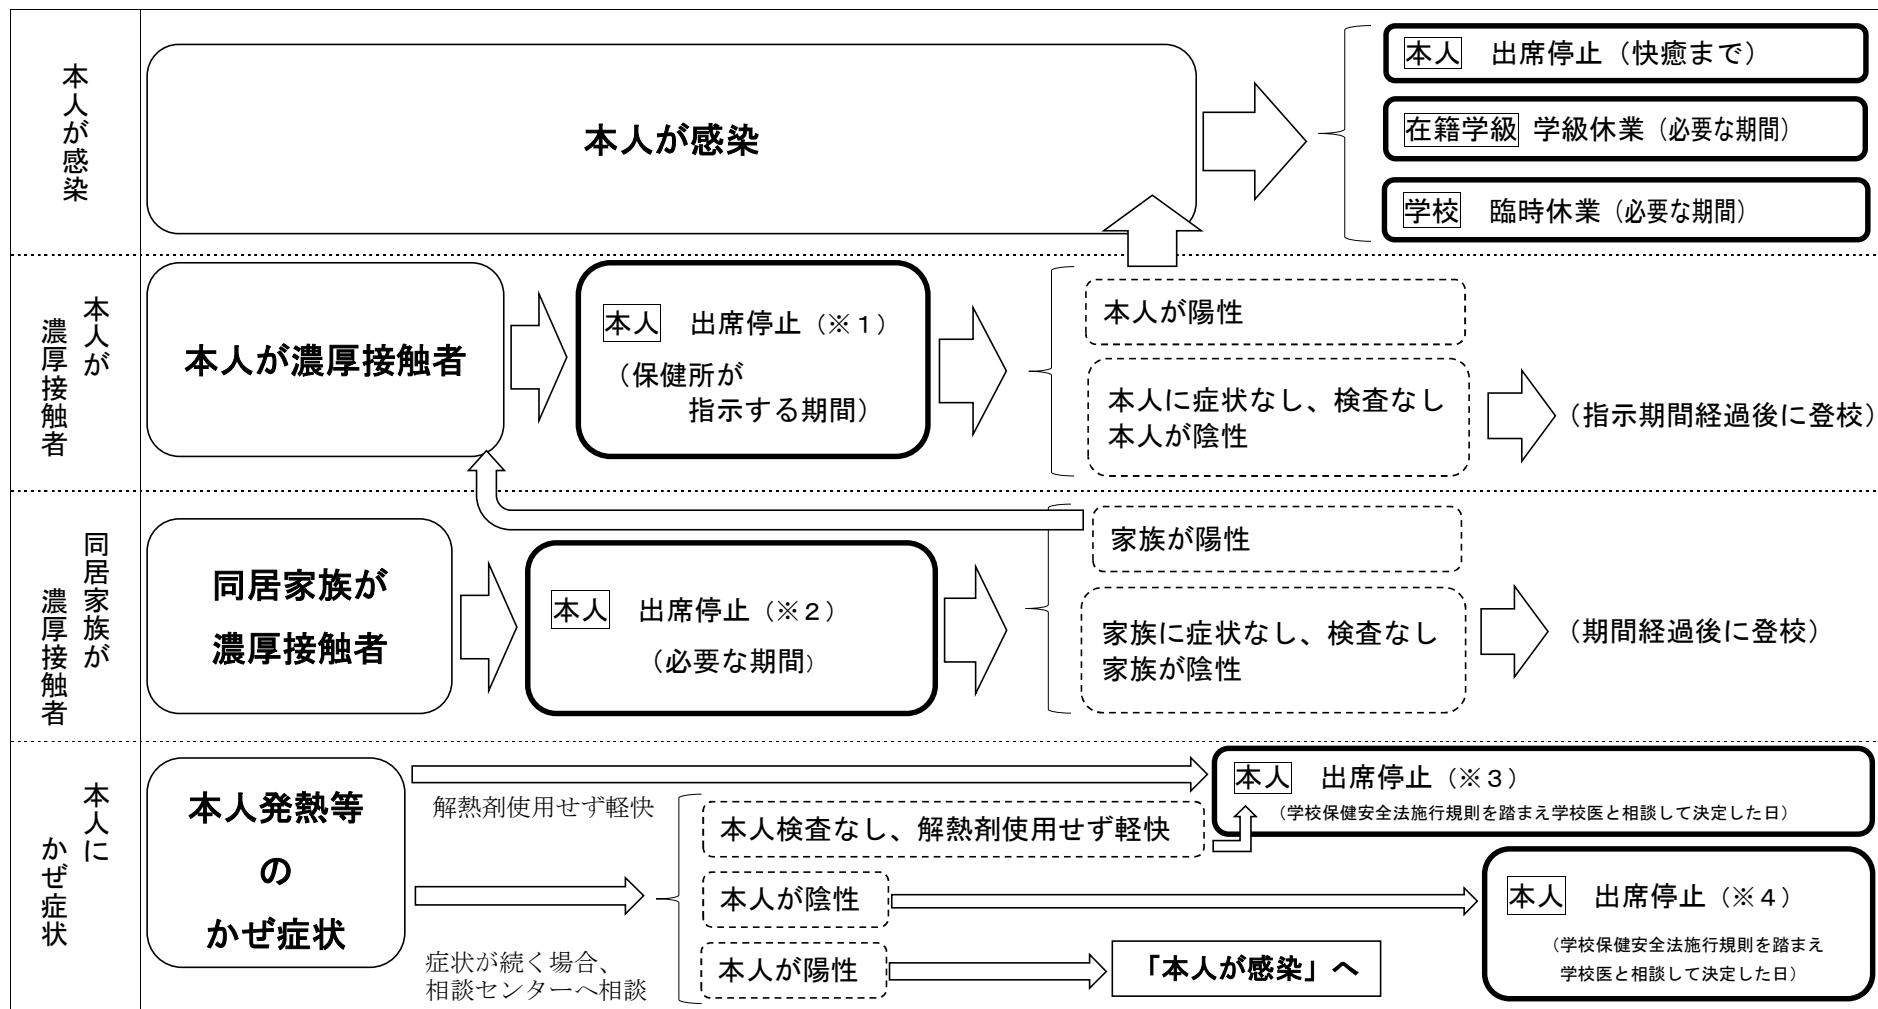 本人が感染
本人が感染
本人 出席停止（快癒まで）
在籍学級 学級休業（必要な期間）
学校 臨時休業（必要な期間）
本人が
濃厚接触者
本人が濃厚接触者
本人 出席停止（※１）
（保健所が
指示する期間）
本人が陽性
本人に症状なし、検査なし
本人が陰性
（指示期間経過後に登校）
同居家族が
濃厚接触者
同居家族が
濃厚接触者
本人 出席停止（※２）
（必要な期間）
家族が陽性
家族に症状なし、検査なし
家族が陰性
（期間経過後に登校）
本人に
かぜ症状
本人発熱等
の
かぜ症状
解熱剤使用せず軽快
症状が続く場合、
相談センターへ相談
本人検査なし、解熱剤使用せず軽快
本人が陰性
本人が陽性
「本人が感染」へ
本人 出席停止（※３）
（学校保健安全法施行規則を踏まえ学校医と相談して決定した日）
本人 出席停止（※４）
（学校保健安全法施行規則を踏まえ
学校医と相談して決定した日）